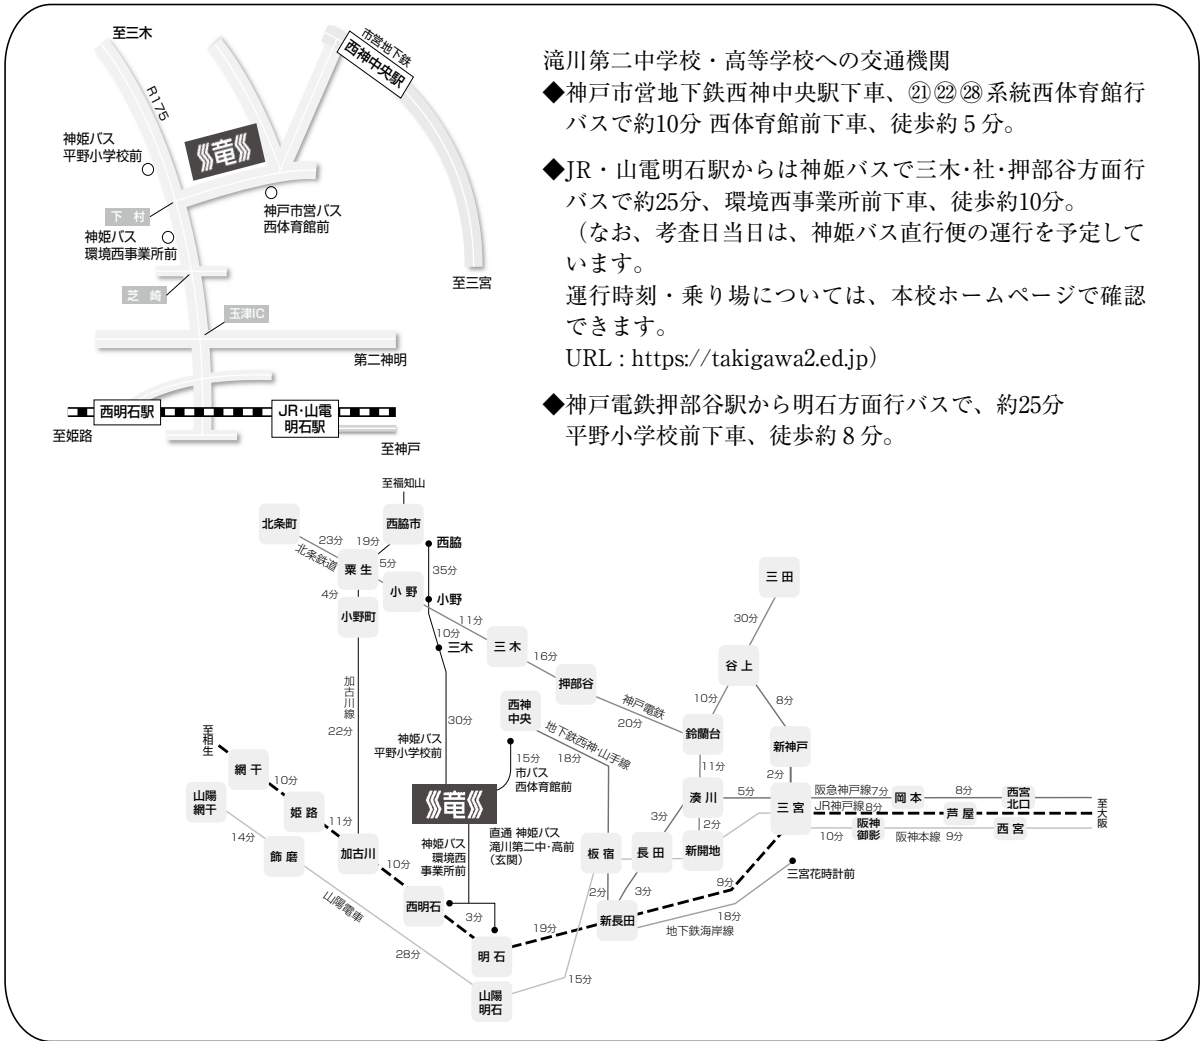 至三木
市営地下鉄
西神中央駅
R175
神姫バス
平野小学校前
竜
下 村
神姫バス
環境西事業所前
神戸市営バス
西体育館前
芝 崎
至三宮
玉津IC
第二神明
西明石駅
JR・山電
明石駅
至姫路
至神戸
滝川第二中学校・高等学校への交通機関
◆神戸市営地下鉄西神中央駅下車、㉑㉒㉘系統西体育館行
バスで約10分 西体育館前下車、徒歩約５分。
◆JR・山電明石駅からは神姫バスで三木・社・押部谷方面行
バスで約25分、環境西事業所前下車、徒歩約10分。
（なお、考査日当日は、神姫バス直行便の運行を予定して
います。
運行時刻・乗り場については、本校ホームページで確認
できます。
URL : https://takigawa2.ed.jp）
◆神戸電鉄押部谷駅から明石方面行バスで、約25分
平野小学校前下車、徒歩約８分。
至福知山
北条町
西脇市
23分
19分
西脇
北条鉄道
粟生
5分
35分
小野
4分
小野町
小野
11分
10分
三木
三木
16分
押部谷
三田
30分
谷上
10分
8分
加古川線
22分
30分
西神
中央
神戸電鉄
20分
鈴蘭台
新神戸
神姫バス
平野小学校前
15分
市バス
西体育館前
地下鉄西神・山手線
18分
11分
2分
至相生
網干
10分
山陽
網干
姫路
竜
湊川
5分
三宮
阪急神戸線7分
岡本
8分
西宮
北口
JR神戸線8分
芦屋
至大阪
10分
阪神
御影
阪神本線
9分
西宮
14分
11分
飾磨
加古川
10分
神姫バス
環境西
事業所前
直通 神姫バス
滝川第二中・高前
（玄関）
3分
2分
板宿
長田
新開地
三宮花時計前
山陽電車
西明石
3分
2分
3分
9分
新長田
18分
地下鉄海岸線
19分
28分
明石
15分
山陽
明石